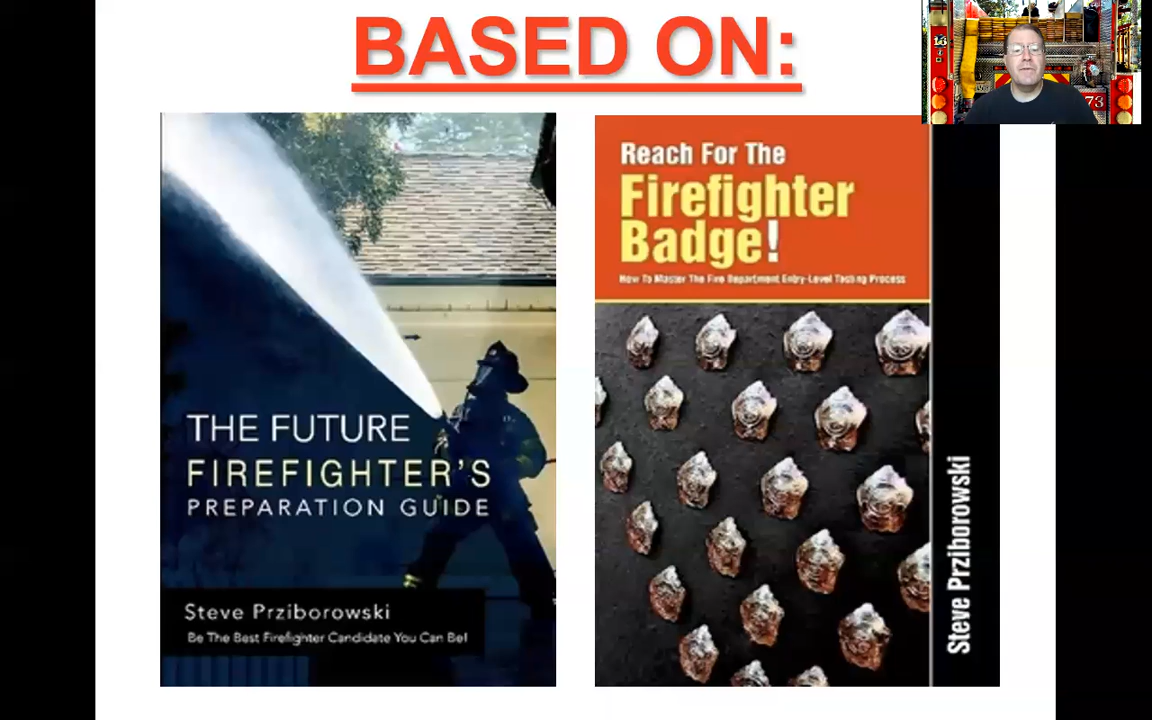 BASED ON:
THE FUTURE
FIREFIGHTER'S
PREPARATION GUIDE
Steve Prziborowski
Be The Best Firefighter Candidate You Can Be!
Reach For The
Firefighter
Badge!
How To Master The Fire Department Entry-Level Testing Process
Steve Prziborowski
73